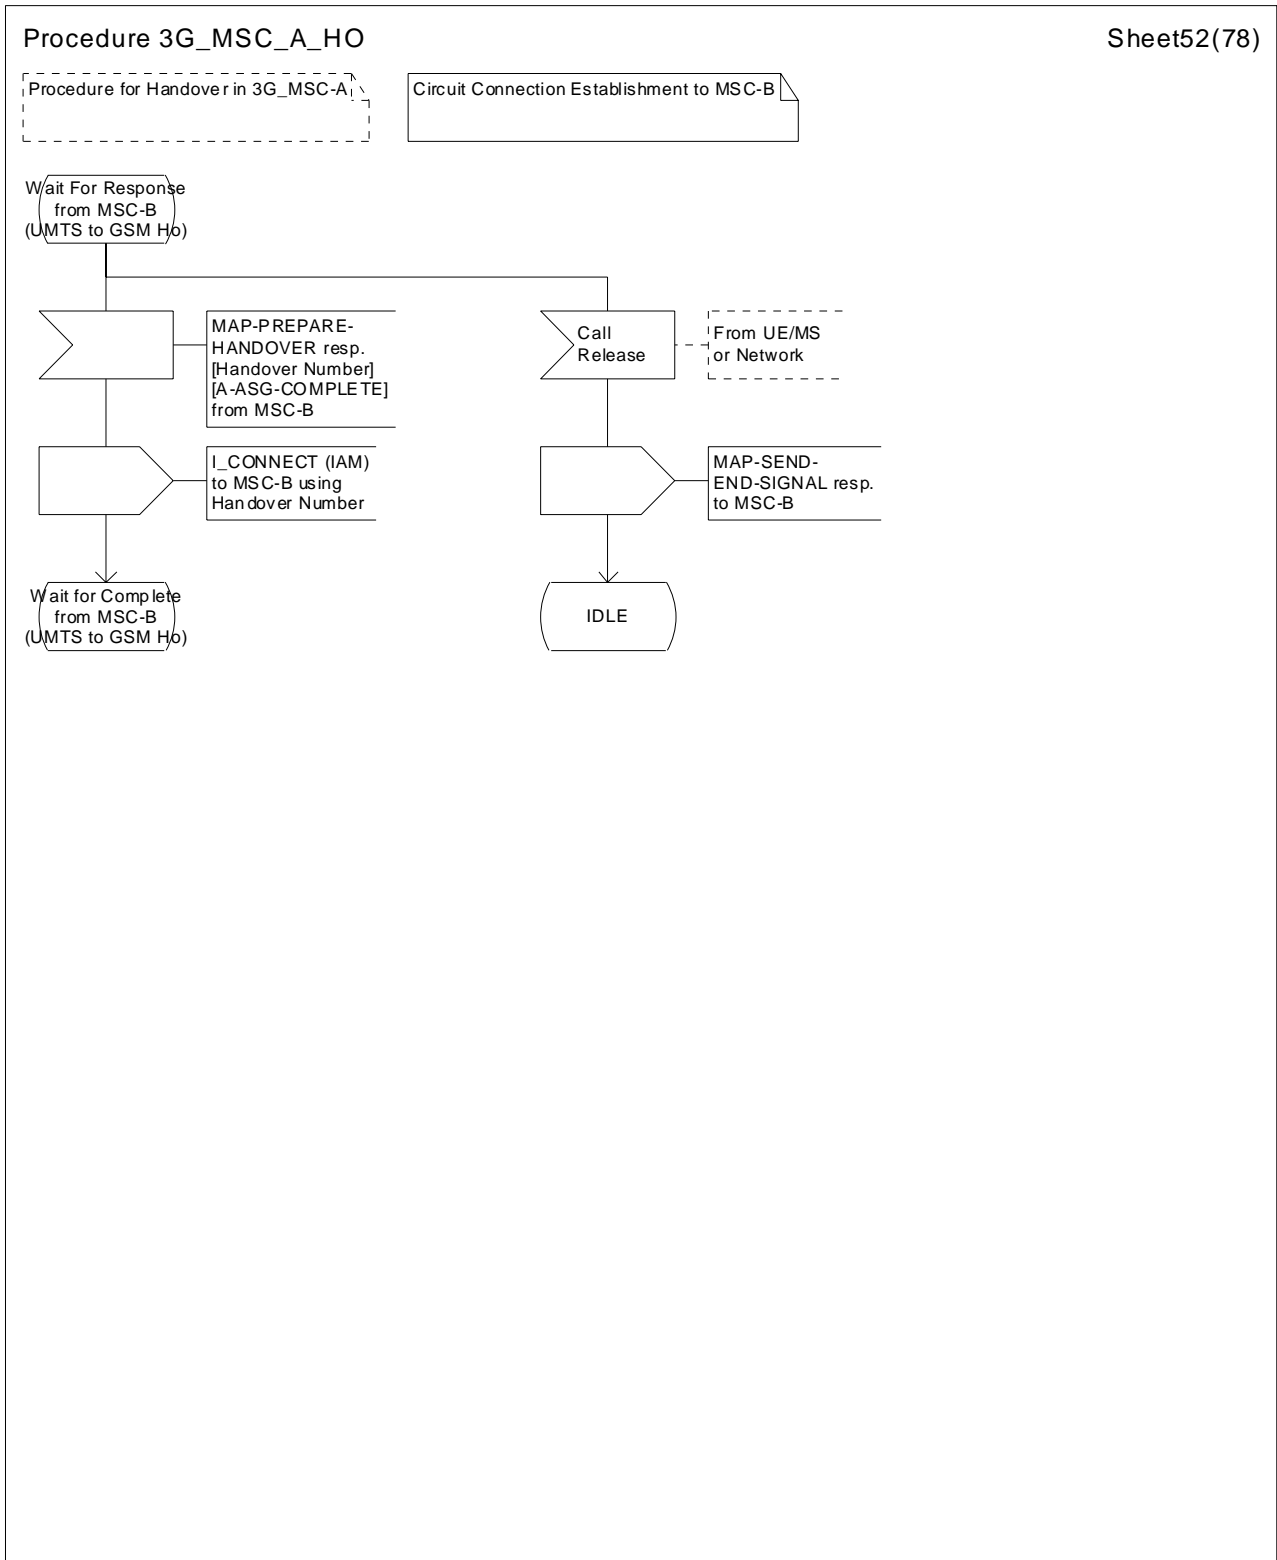 Procedure 3G_MSC_A_HO
Sheet52(78)
Procedure for Handover in 3G_MSC-A
Circuit Connection Establishment to MSC-B
Wait For Response
from MSC-B
(UMTS to GSM Ho)
MAP-PREPARE-
HANDOVER resp.
[Handover Number]
[A-ASG-COMPLETE]
from MSC-B
Call
Release
From UE/MS
or Network
I_CONNECT (IAM)
to MSC-B using
Handover Number
MAP-SEND-
END-SIGNAL resp.
to MSC-B
Wait for Complete
from MSC-B
(UMTS to GSM Ho)
IDLE